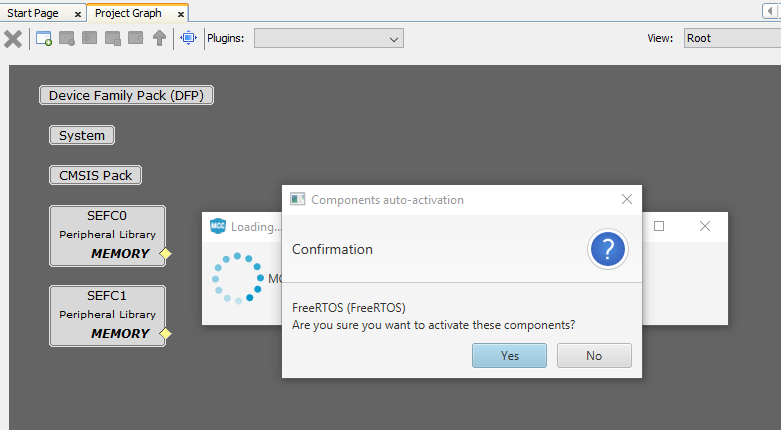 Start Page x Project Graph x
Plugins:
View: Root
Device Family Pack (DFP)
System
CMSIS Pack
SEFC0
Peripheral Library
MEMORY
SEFC1
Peripheral Library
MEMORY
MCC Loading...
Components auto-activation
Confirmation
?
FreeRTOS (FreeRTOS)
Are you sure you want to activate these components?
Yes No